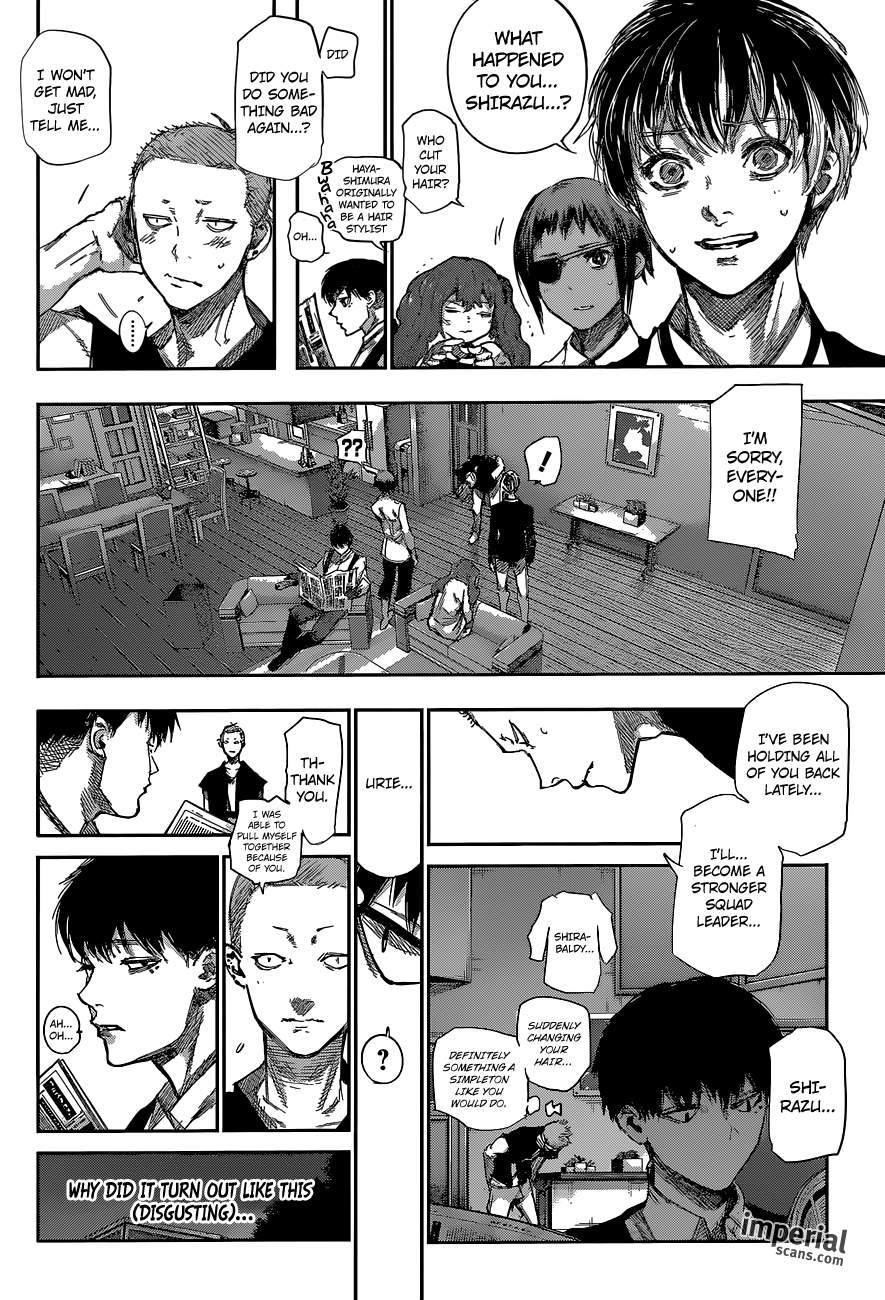 WHAT
HAPPENED
TO YOU...
SHIRAZU...?
WHO
CUT
YOUR
HAIR?
HAYA-
SHIMURA
ORIGINALLY
WANTED TO
BE A HAIR
STYLIST
Bwahaha
OH...
DID
DID YOU
DO SOME-
THING BAD
AGAIN...?
I WON'T
GET MAD,
JUST
TELL ME...
......
I'M
SORRY,
EVERY-
ONE!!
!
??
I'VE BEEN
HOLDING ALL
OF YOU BACK
LATELY...
I'LL...
BECOME A
STRONGER
SQUAD
LEADER...
SHIRA-
BALDY...
SUDDENLY
CHANGING
YOUR
HAIR...
DEFINITELY
SOMETHING A
SIMPLETON
LIKE YOU
WOULD DO.
SHI-
RAZU...
URIE...
?
TH-
THANK
YOU.
I WAS
ABLE TO
PULL MYSELF
TOGETHER
BECAUSE
OF YOU.
AH...
OH...
WHY DID IT TURN OUT LIKE THIS
(DISGUSTING)...
imperial
scans.com